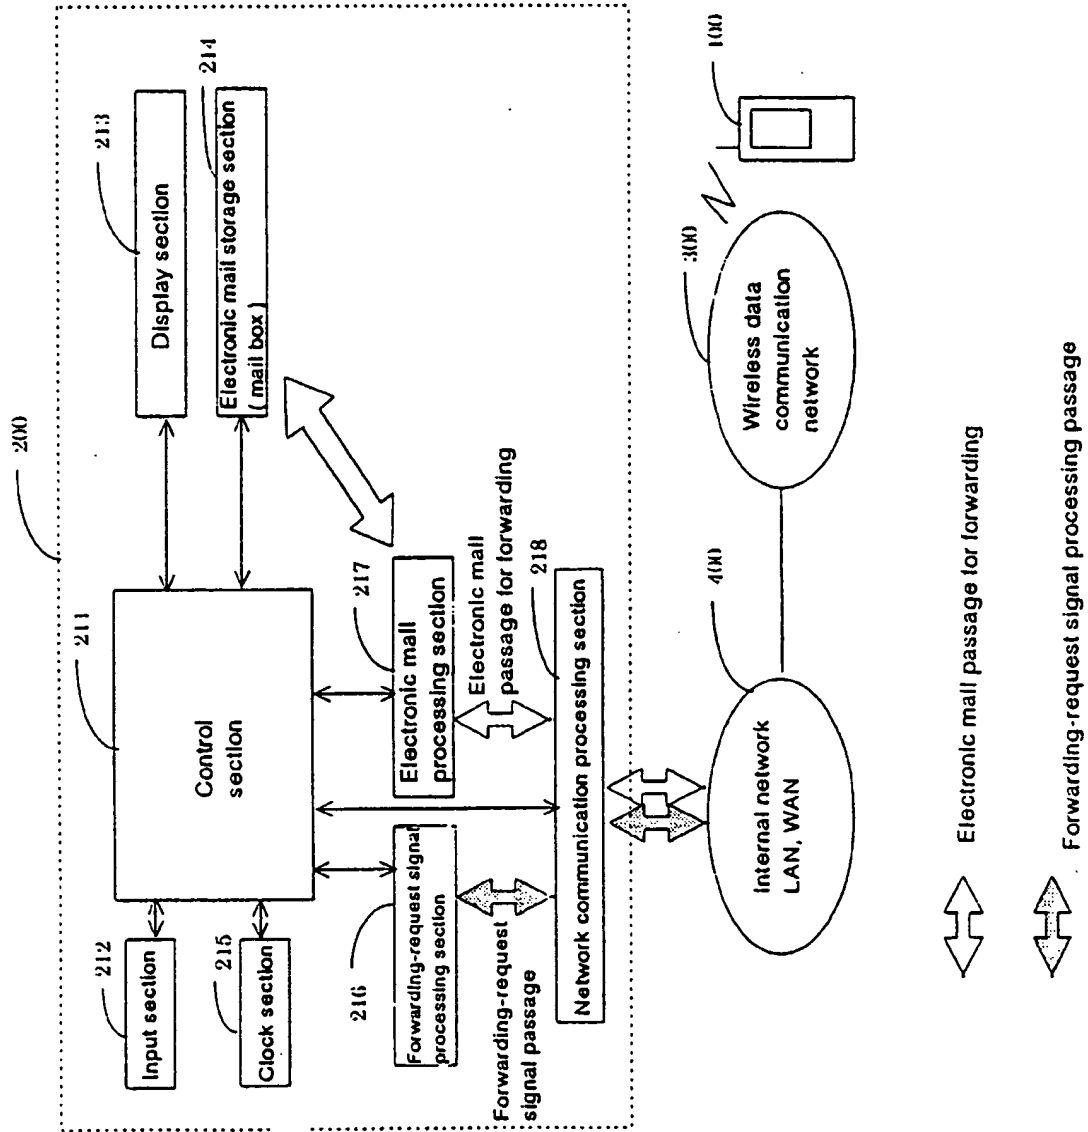 200
211
Control
section
212
Input section
215
Clock section
213
Display section
214
Electronic mail storage section
( mail box )
216
Forwarding-request signal
processing section
217
Electronic mall
processing section
Forwarding-request
signal passage
Electronic mall
passage for forwarding
218
Network communication processing section
400
Internal network
LAN, WAN
300
Wireless data
communication
network
100
Electronic mall passage for forwarding
Forwarding-request signal processing passage